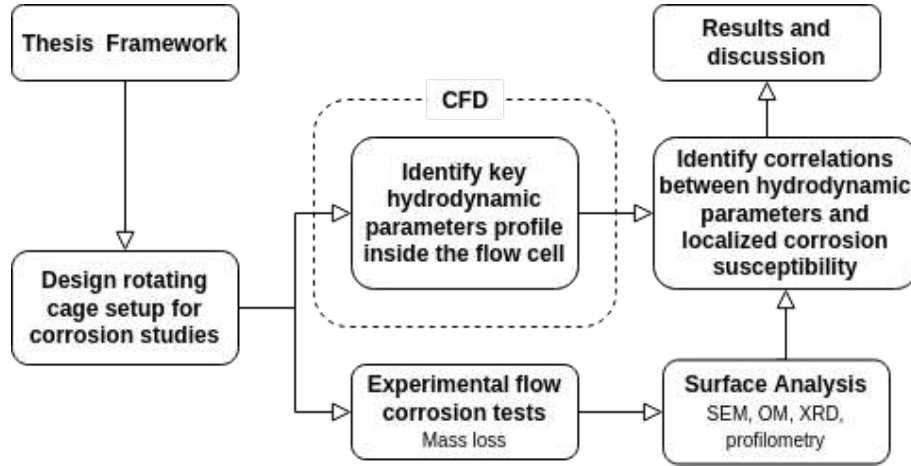 Thesis Framework
Design rotating
cage setup for
corrosion studies
CFD
Identify key
hydrodynamic
parameters profile
inside the flow cell
Experimental flow
corrosion tests
Mass loss
Surface Analysis
SEM, OM, XRD,
profilometry
Identify correlations
between hydrodynamic
parameters and
localized corrosion
susceptibility
Results and
discussion